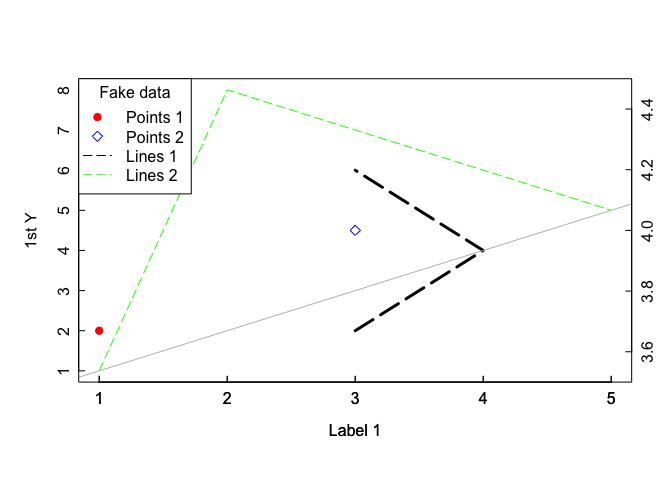 Fake data
Points 1
Points 2
Lines 1
Lines 2
1st Y
8
7
6
5
4
3
2
1
4.4
4.2
4.0
3.8
3.6
1 2 3 4 5
Label 1